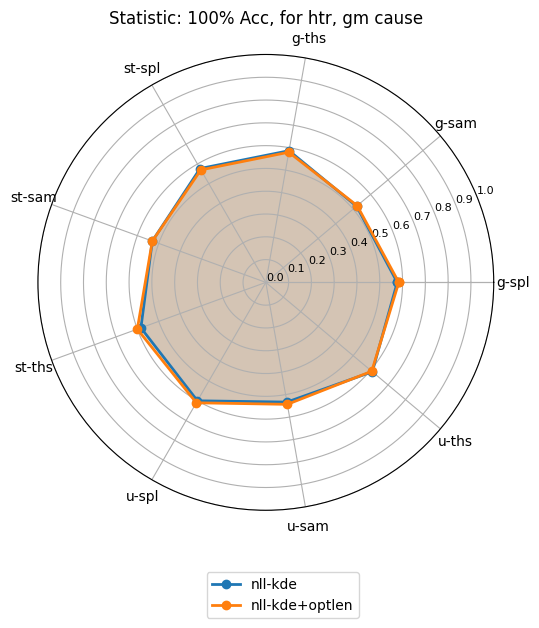 Statistic: 100% Acc, for htr, gm cause
g-ths
st-spl
g-sam
st-sam
1.0
0.9
0.8
0.7
0.6
0.5
0.4
0.3
0.2
0.1
0.0
g-spl
st-ths
u-ths
u-spl
u-sam
nll-kde
nll-kde+optlen